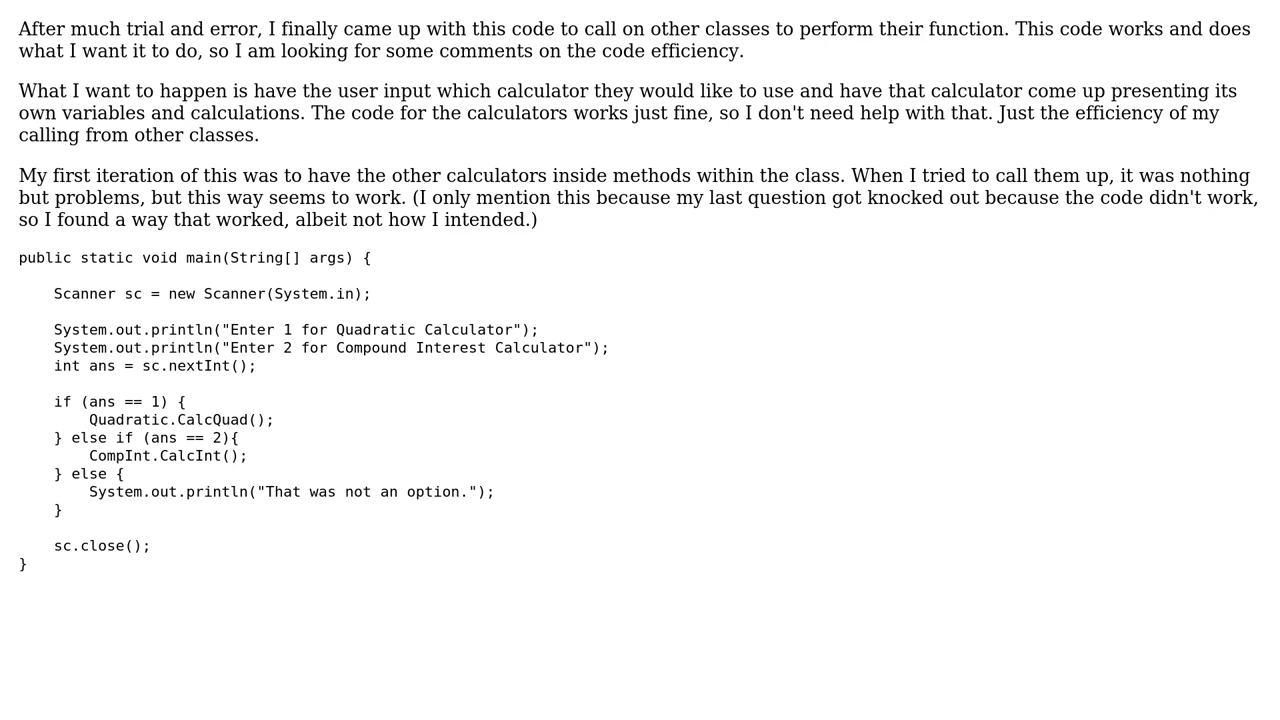 After much trial and error, I finally came up with this code to call on other classes to perform their function. This code works and does
what I want it to do, so I am looking for some comments on the code efficiency.
What I want to happen is have the user input which calculator they would like to use and have that calculator come up presenting its
own variables and calculations. The code for the calculators works just fine, so I don't need help with that. Just the efficiency of my
calling from other classes.
My first iteration of this was to have the other calculators inside methods within the class. When I tried to call them up, it was nothing
but problems, but this way seems to work. (I only mention this because my last question got knocked out because the code didn't work,
so I found a way that worked, albeit not how I intended.)
public static void main(String[] args) {
    Scanner sc = new Scanner(System.in);
    System.out.println("Enter 1 for Quadratic Calculator");
    System.out.println("Enter 2 for Compound Interest Calculator");
    int ans = sc.nextInt();
    if (ans == 1) {
        Quadratic.CalcQuad();
    } else if (ans == 2){
        CompInt.CalcInt();
    } else {
        System.out.println("That was not an option.");
    }
    sc.close();
}